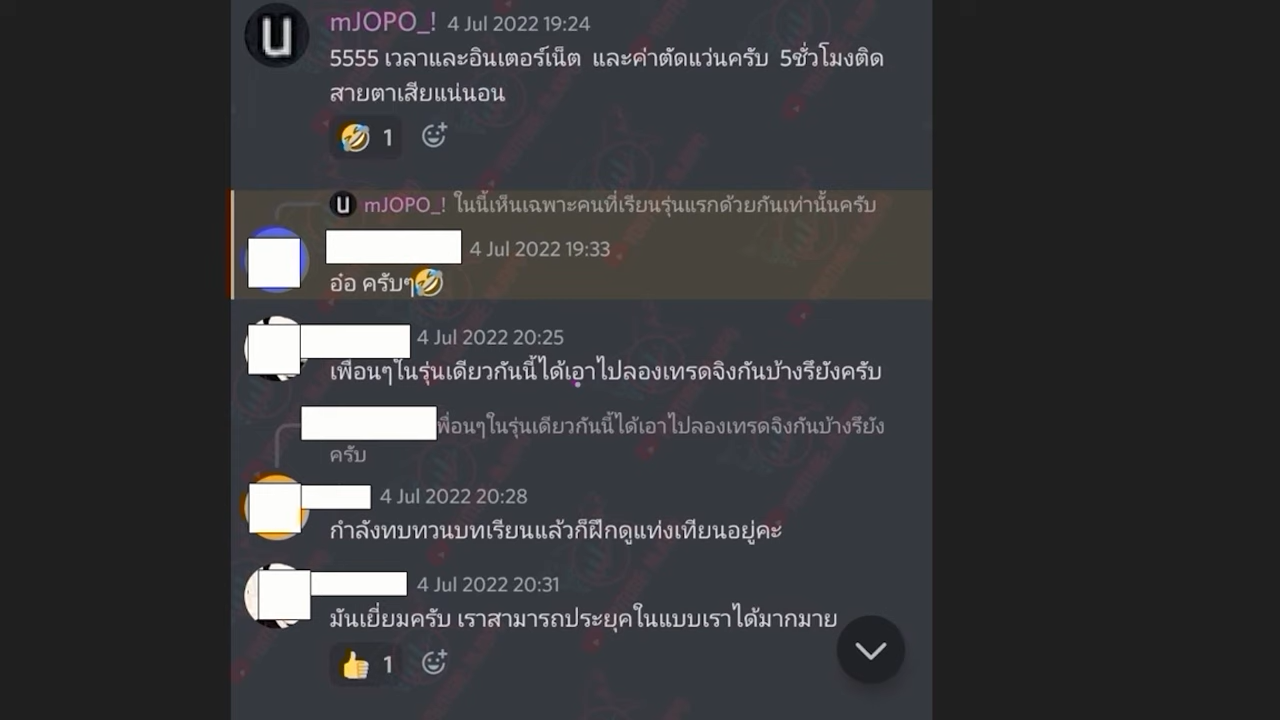 mJOPO_! 4 Jul 2022 19:24
5555 เวลาและอินเตอร์เน็ต และค่าตัดแว่นครับ 5ชั่วโมงติด
สายตาเสียแน่นอน
🤣 1
mJOPO_! ในนี้เห็นเฉพาะคนที่เรียนรุ่นแรกด้วยกันเท่านั้นครับ
4 Jul 2022 19:33
อ๋อ ครับๆ🤣
4 Jul 2022 20:25
เพื่อนๆในรุ่นเดียวกันนี้ได้เอาไปลองเทรดจิงกันบ้างรึยังครับ
พื่อนๆในรุ่นเดียวกันนี้ได้เอาไปลองเทรดจิงกันบ้างรึยัง
ครับ
4 Jul 2022 20:28
กำลังทบทวนบทเรียนแล้วก็ฝึกดูแท่งเทียนอยู่คะ
4 Jul 2022 20:31
มันเยี่ยมครับ เราสามารถประยุคในแบบเราได้มากมาย
👍 1